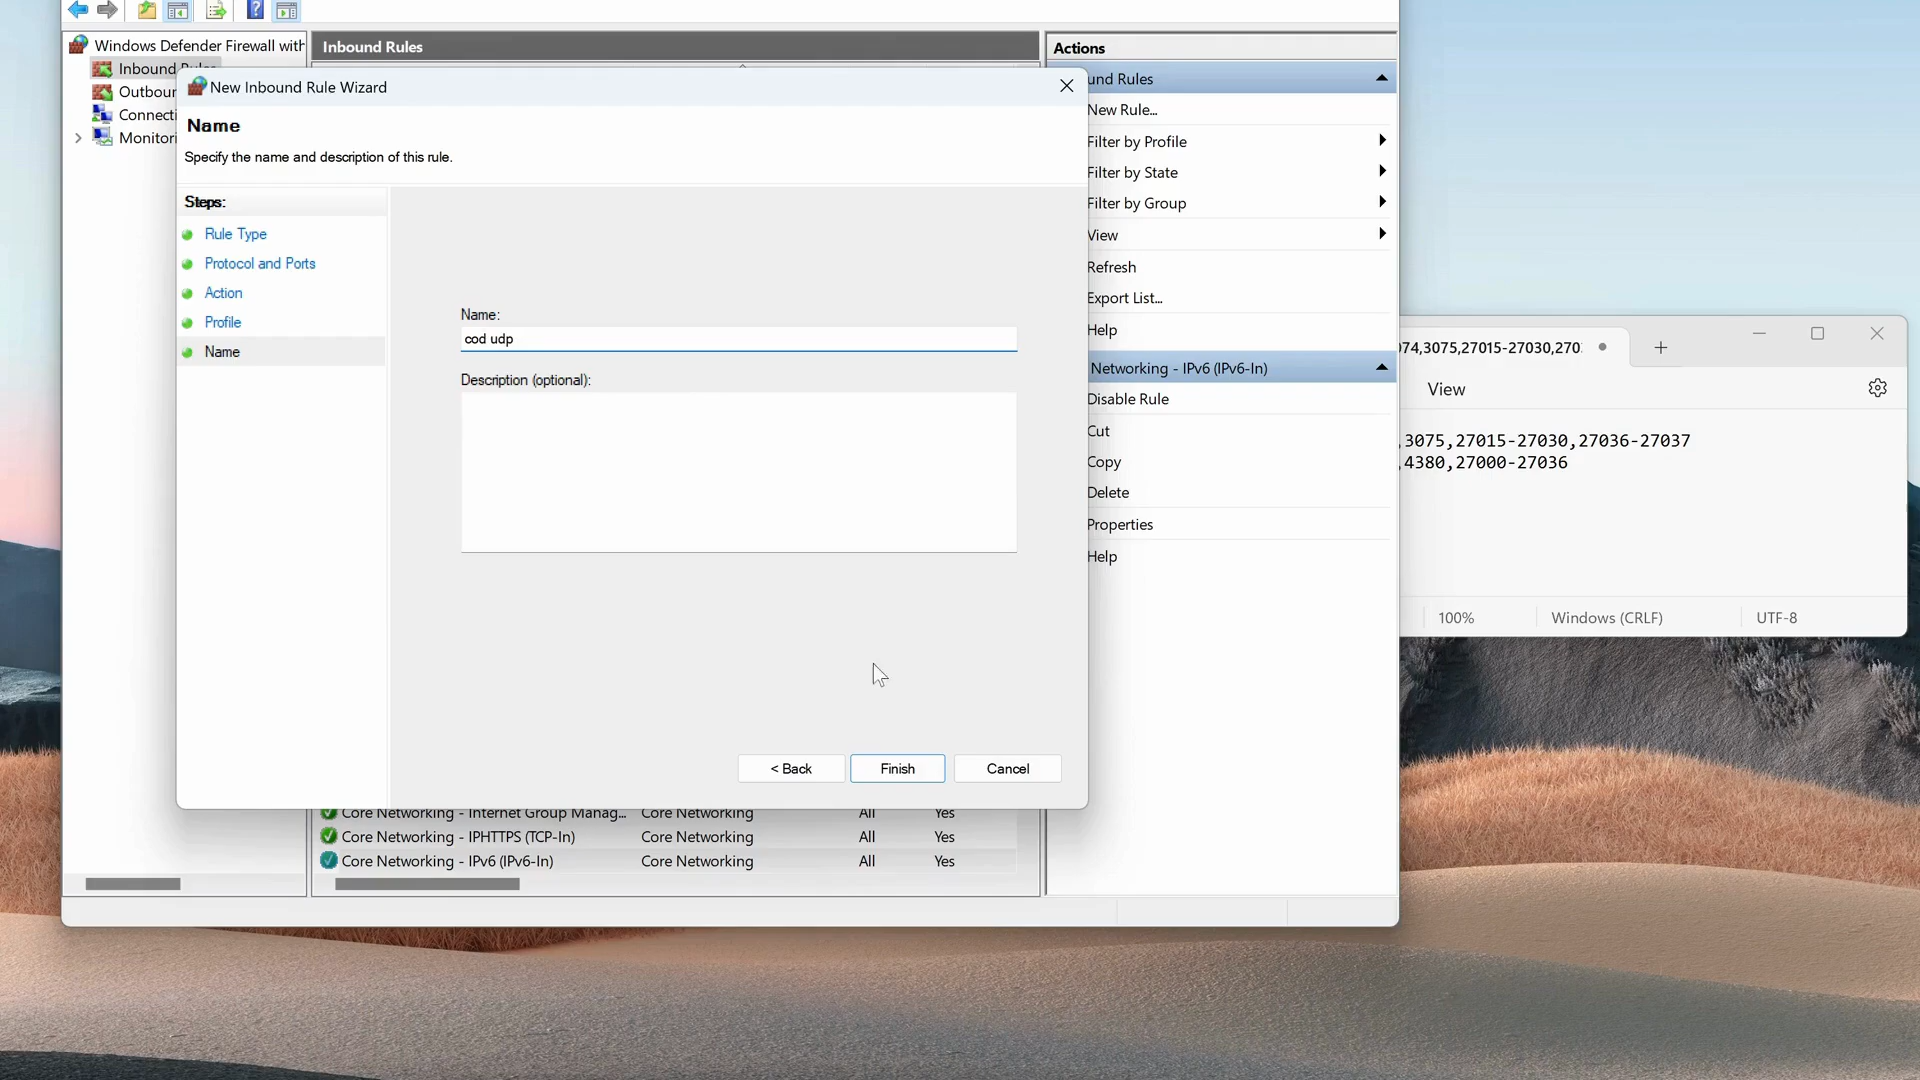 Windows Defender Firewall with
Inbound Rules
Actions
Inbound
und Rules
New Inbound Rule Wizard
Outbour
New Rule...
Connecti
Name
Monitori
Filter by Profile
Specify the name and description of this rule.
Filter by State
Steps:
Filter by Group
Rule Type
View
Protocol and Ports
Refresh
Action
Export List...
Profile
Name:
Help
cod udp
Name
74,3075,27015-27030,270
Networking - IPv6 (IPv6-In)
Description (optional):
View
Disable Rule
Cut
,3075,27015-27030,27036-27037
Copy
,4380,27000-27036
Delete
Properties
Help
100%
Windows (CRLF)
UTF-8
< Back
Finish
Cancel
Core Networking - Internet Group Manag... Core Networking All Yes
Core Networking - IPHTTPS (TCP-In) Core Networking All Yes
Core Networking - IPv6 (IPv6-In) Core Networking All Yes